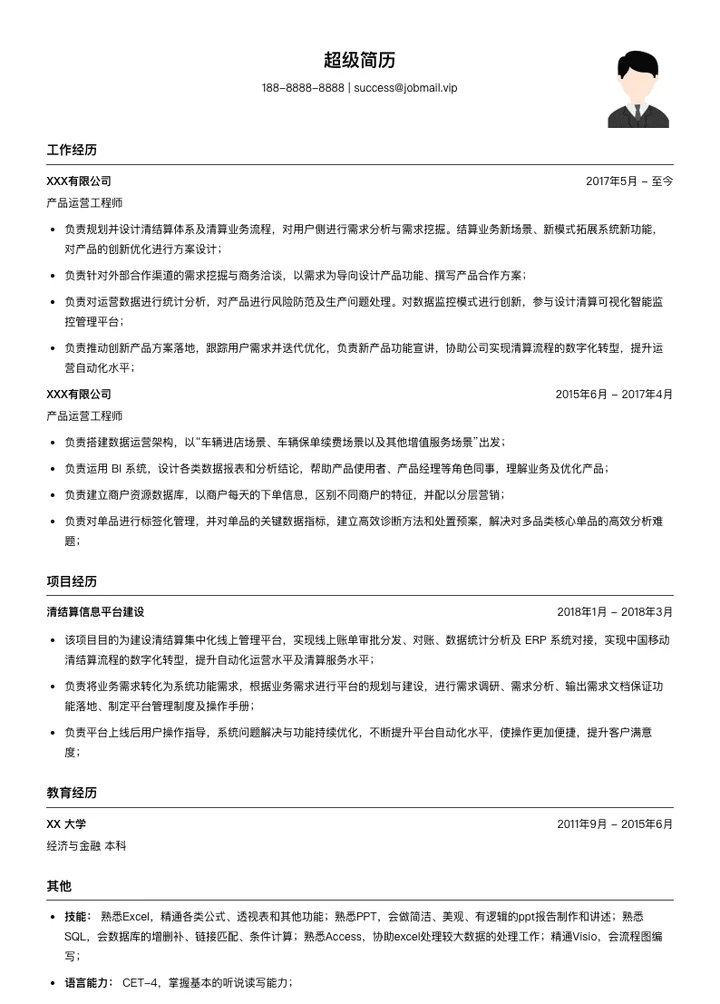 超级简历
188-8888-8888 | success@jobmail.vip
工作经历
XXX有限公司 2017年5月 – 至今
产品运营工程师
• 负责规划并设计清结算体系及清算业务流程，对用户侧进行需求分析与需求挖掘。结算业务新场景、新模式拓展系统新功能，
对产品的创新优化进行方案设计；
• 负责针对外部合作渠道的需求挖掘与商务洽谈，以需求为导向设计产品功能、撰写产品合作方案；
• 负责对运营数据进行统计分析，对产品进行风险防范及生产问题处理。对数据监控模式进行创新，参与设计清算可视化智能监
控管理平台；
• 负责推动创新产品方案落地，跟踪用户需求并迭代优化，负责新产品功能宣讲，协助公司实现清算流程的数字化转型，提升运
营自动化水平；
XXX有限公司 2015年6月 – 2017年4月
产品运营工程师
• 负责搭建数据运营架构，以“车辆进店场景、车辆保单续费场景以及其他增值服务场景”出发；
• 负责运用 BI 系统，设计各类数据报表和分析结论，帮助产品使用者、产品经理等角色同事，理解业务及优化产品；
• 负责建立商户资源数据库，以商户每天的下单信息，区别不同商户的特征，并配以分层营销；
• 负责对单品进行标签化管理，并对单品的关键数据指标，建立高效诊断方法和处置预案，解决对多品类核心单品的高效分析难
题；
项目经历
清结算信息平台建设 2018年1月 – 2018年3月
• 该项目目的为建设清结算集中化线上管理平台，实现线上账单审批分发、对账、数据统计分析及 ERP 系统对接，实现中国移动
清结算流程的数字化转型，提升自动化运营水平及清算服务水平；
• 负责将业务需求转化为系统功能需求，根据业务需求进行平台的规划与建设，进行需求调研、需求分析、输出需求文档保证功
能落地、制定平台管理制度及操作手册；
• 负责平台上线后用户操作指导，系统问题解决与功能持续优化，不断提升平台自动化水平，使操作更加便捷，提升客户满意
度；
教育经历
XX 大学 2011年9月 – 2015年6月
经济与金融 本科
其他
• 技能： 熟悉Excel，精通各类公式、透视表和其他功能；熟悉PPT，会做简洁、美观、有逻辑的ppt报告制作和讲述；熟悉
SQL，会数据库的增删补、链接匹配、条件计算；熟悉Access，协助excel处理较大数据的处理工作；精通Visio，会流程图编
写；
• 语言能力： CET-4，掌握基本的听说读写能力；